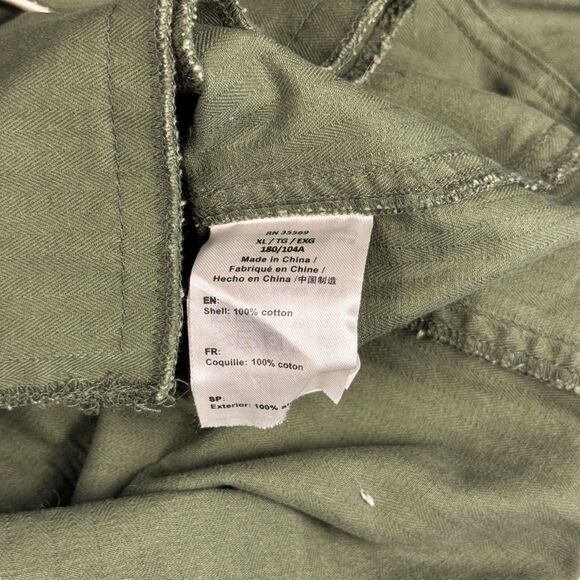 RN 35569
XL / TG / EXG
180/104A
Made in China /
Fabriqué en Chine /
Hecho en China /中国制造
EN:
Shell: 100% cotton
FR:
Coquille: 100% coton
SP:
Exterior: 100%